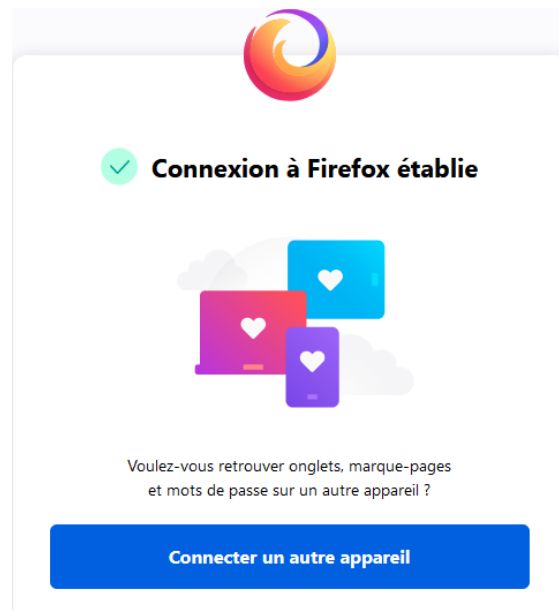 Connexion à Firefox établie
Voulez-vous retrouver onglets, marque-pages
et mots de passe sur un autre appareil ?
Connecter un autre appareil